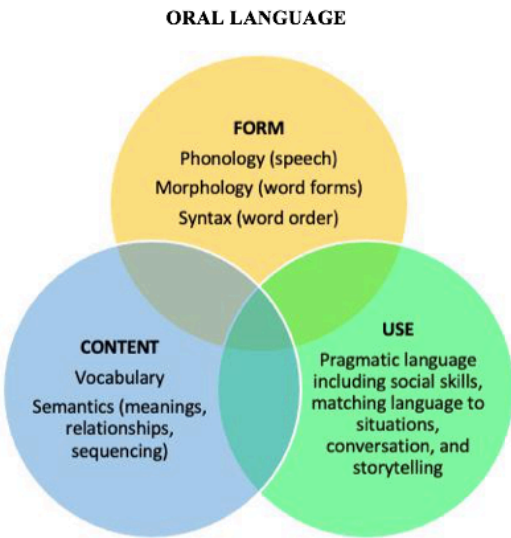 ORAL LANGUAGE
FORM
Phonology (speech)
Morphology (word forms)
Syntax (word order)
CONTENT
Vocabulary
Semantics (meanings,
relationships,
sequencing)
USE
Pragmatic language
including social skills,
matching language to
situations,
conversation, and
storytelling